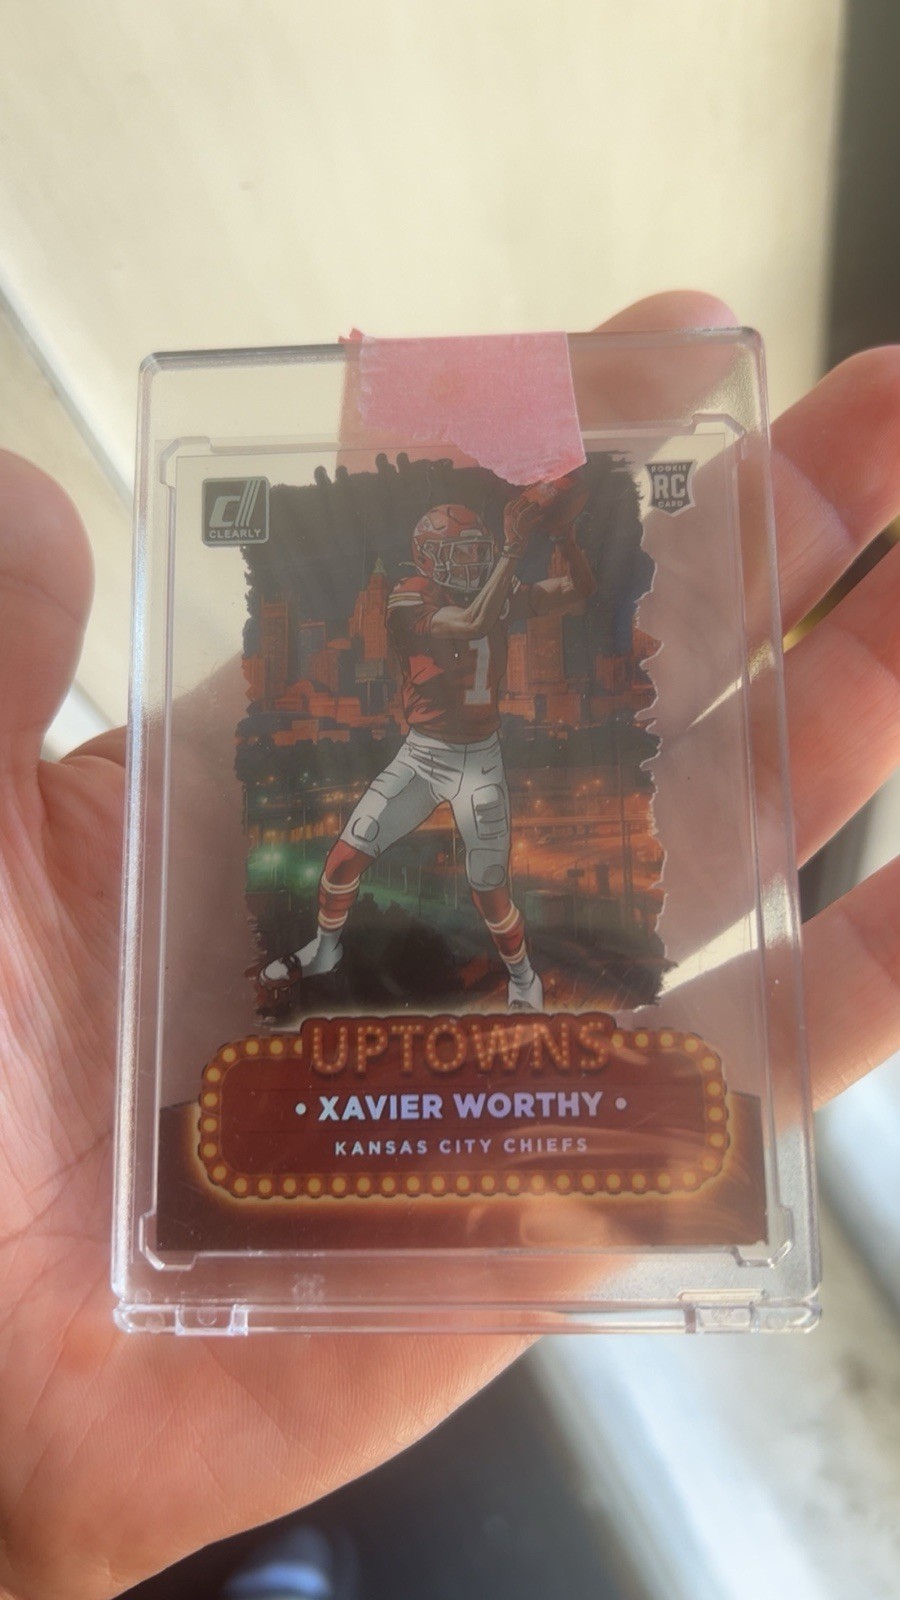 CLEARLY
ROOKIE
RC
CARD
1
UPTOWNS
• XAVIER WORTHY •
KANSAS CITY CHIEFS